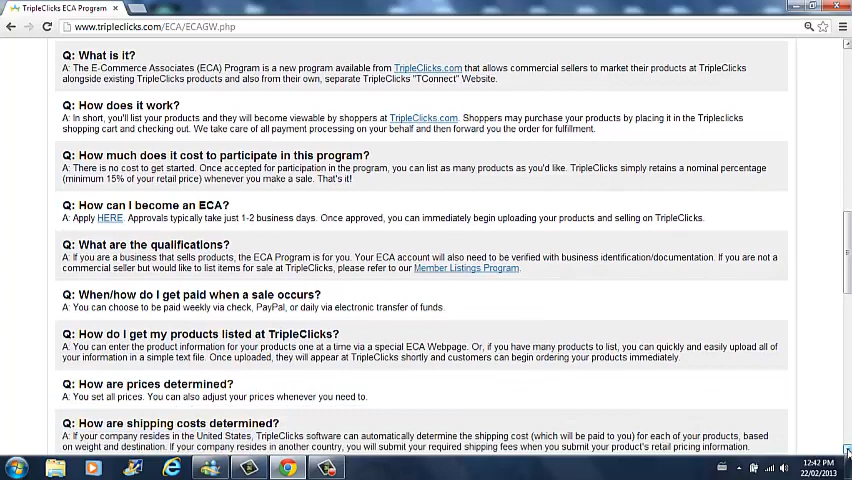 TripleClicks ECA Program
www.tripleclicks.com/ECA/ECAGW.php
Q: What is it?
A: The E-Commerce Associates (ECA) Program is a new program available from TripleClicks.com that allows commercial sellers to market their products at TripleClicks
alongside existing TripleClicks products and also from their own, separate TripleClicks "TConnect" Website.
Q: How does it work?
A: In short, you'll list your products and they will become viewable by shoppers at TripleClicks.com. Shoppers may purchase your products by placing it in the Tripleclicks
shopping cart and checking out. We take care of all payment processing on your behalf and then forward you the order for fulfillment.
Q: How much does it cost to participate in this program?
A: There is no cost to get started. Once accepted for participation in the program, you can list as many products as you'd like. TripleClicks simply retains a nominal percentage
(minimum 15% of your retail price) whenever you make a sale. That's it!
Q: How can I become an ECA?
A: Apply HERE. Approvals typically take just 1-2 business days. Once approved, you can immediately begin uploading your products and selling on TripleClicks.
Q: What are the qualifications?
A: If you are a business that sells products, the ECA Program is for you. Your ECA account will also need to be verified with business identification/documentation. If you are not a
commercial seller but would like to list items for sale at TripleClicks, please refer to our Member Listings Program.
Q: When/how do I get paid when a sale occurs?
A: You can choose to be paid weekly via check, PayPal, or daily via electronic transfer of funds.
Q: How do I get my products listed at TripleClicks?
A: You can enter the product information for your products one at a time via a special ECA Webpage. Or, if you have many products to list, you can quickly and easily upload all of
your information in a simple text file. Once uploaded, they will appear at TripleClicks shortly and customers can begin ordering your products immediately.
Q: How are prices determined?
A: You set all prices. You can also adjust your prices whenever you need to.
Q: How are shipping costs determined?
A: If your company resides in the United States, TripleClicks software can automatically determine the shipping cost (which will be paid to you) for each of your products, based
on weight and destination. If your company resides in another country, you will submit your required shipping fees when you submit your product's retail pricing information.
12:42 PM
22/02/2013